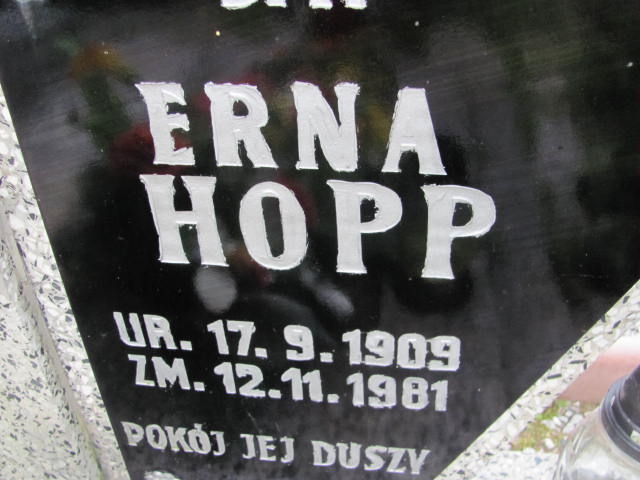 ERNA
HOPP
UR. 17. 9. 1909
ZM. 12.11.1981
POKÓJ JEJ DUSZY